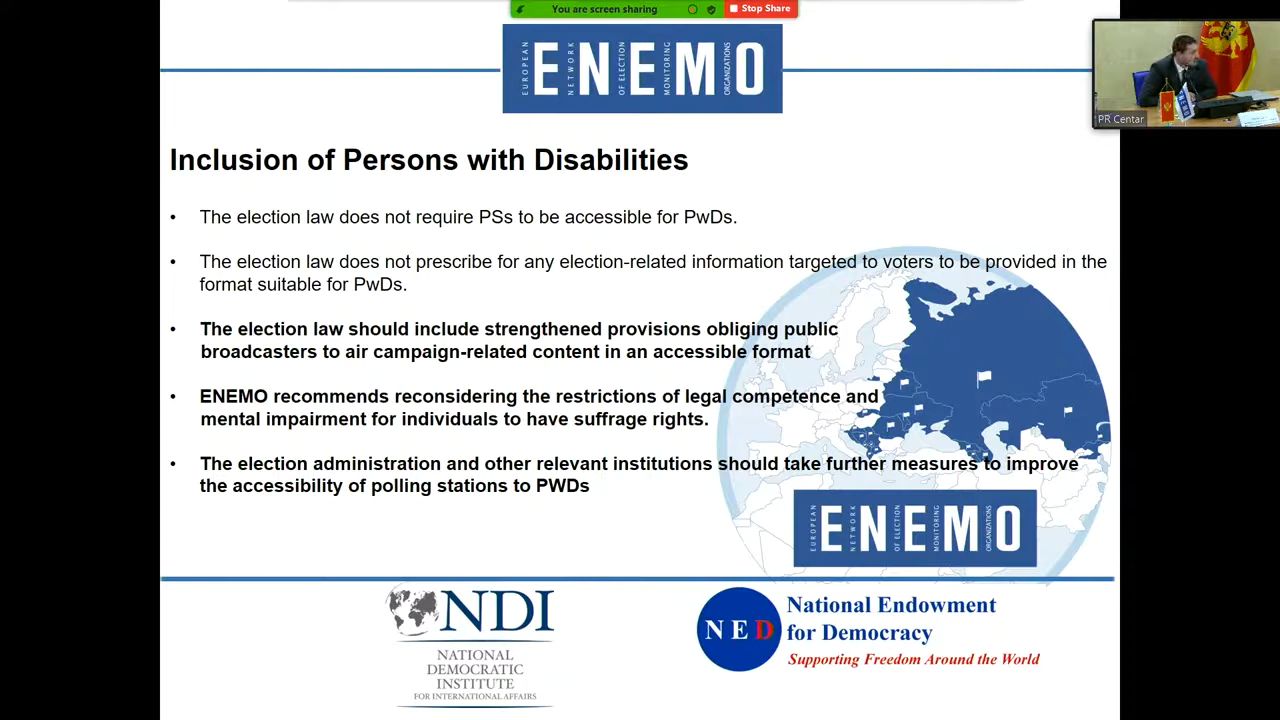 You are screen sharing
Stop Share
EUROPEAN
NETWORK
OF ELECTION
MONITORING
ORGANIZATIONS
ENEMO
PR Centar
ENEMO
Inclusion of Persons with Disabilities
• The election law does not require PSs to be accessible for PwDs.
• The election law does not prescribe for any election-related information targeted to voters to be provided in the
format suitable for PwDs.
• The election law should include strengthened provisions obliging public
broadcasters to air campaign-related content in an accessible format
• ENEMO recommends reconsidering the restrictions of legal competence and
mental impairment for individuals to have suffrage rights.
• The election administration and other relevant institutions should take further measures to improve
the accessibility of polling stations to PWDs
EUROPEAN
NETWORK
OF ELECTION
MONITORING
ORGANIZATIONS
ENEMO
NDI
NATIONAL
DEMOCRATIC
INSTITUTE
FOR INTERNATIONAL AFFAIRS
NED
National Endowment
for Democracy
Supporting Freedom Around the World